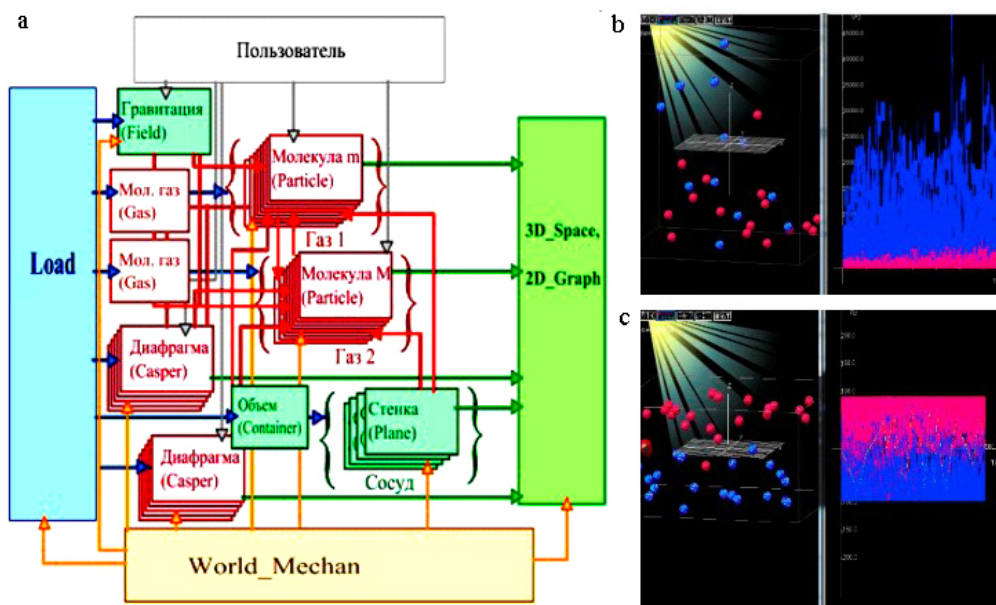 a
Пользователь
Гравитация
(Field)
Мол. газ
(Gas)
Мол. газ
(Gas)
Load
Молекула m
(Particle)
Газ 1
Молекула М
(Particle)
Газ 2
3D_Space,
2D_Graph
Диафрагма
(Casper)
Объем
(Container)
Стенка
(Plane)
Сосуд
Диафрагма
(Casper)
World_Mechan
b
c